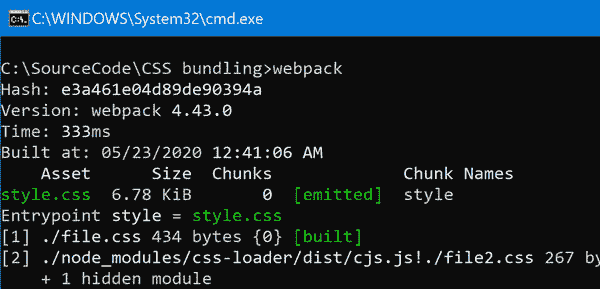 C:\WINDOWS\System32\cmd.exe
C:\SourceCode\CSS bundling>webpack
Hash: e3a461e04d89de90394a
Version: webpack 4.43.0
Time: 333ms
Built at: 05/23/2020 12:41:06 AM
Asset Size Chunks Chunk Names
style.css 6.78 KiB 0 [emitted] style
Entrypoint style = style.css
[1] ./file.css 434 bytes {0} [built]
[2] ./node_modules/css-loader/dist/cjs.js!./file2.css 267 by
+ 1 hidden module